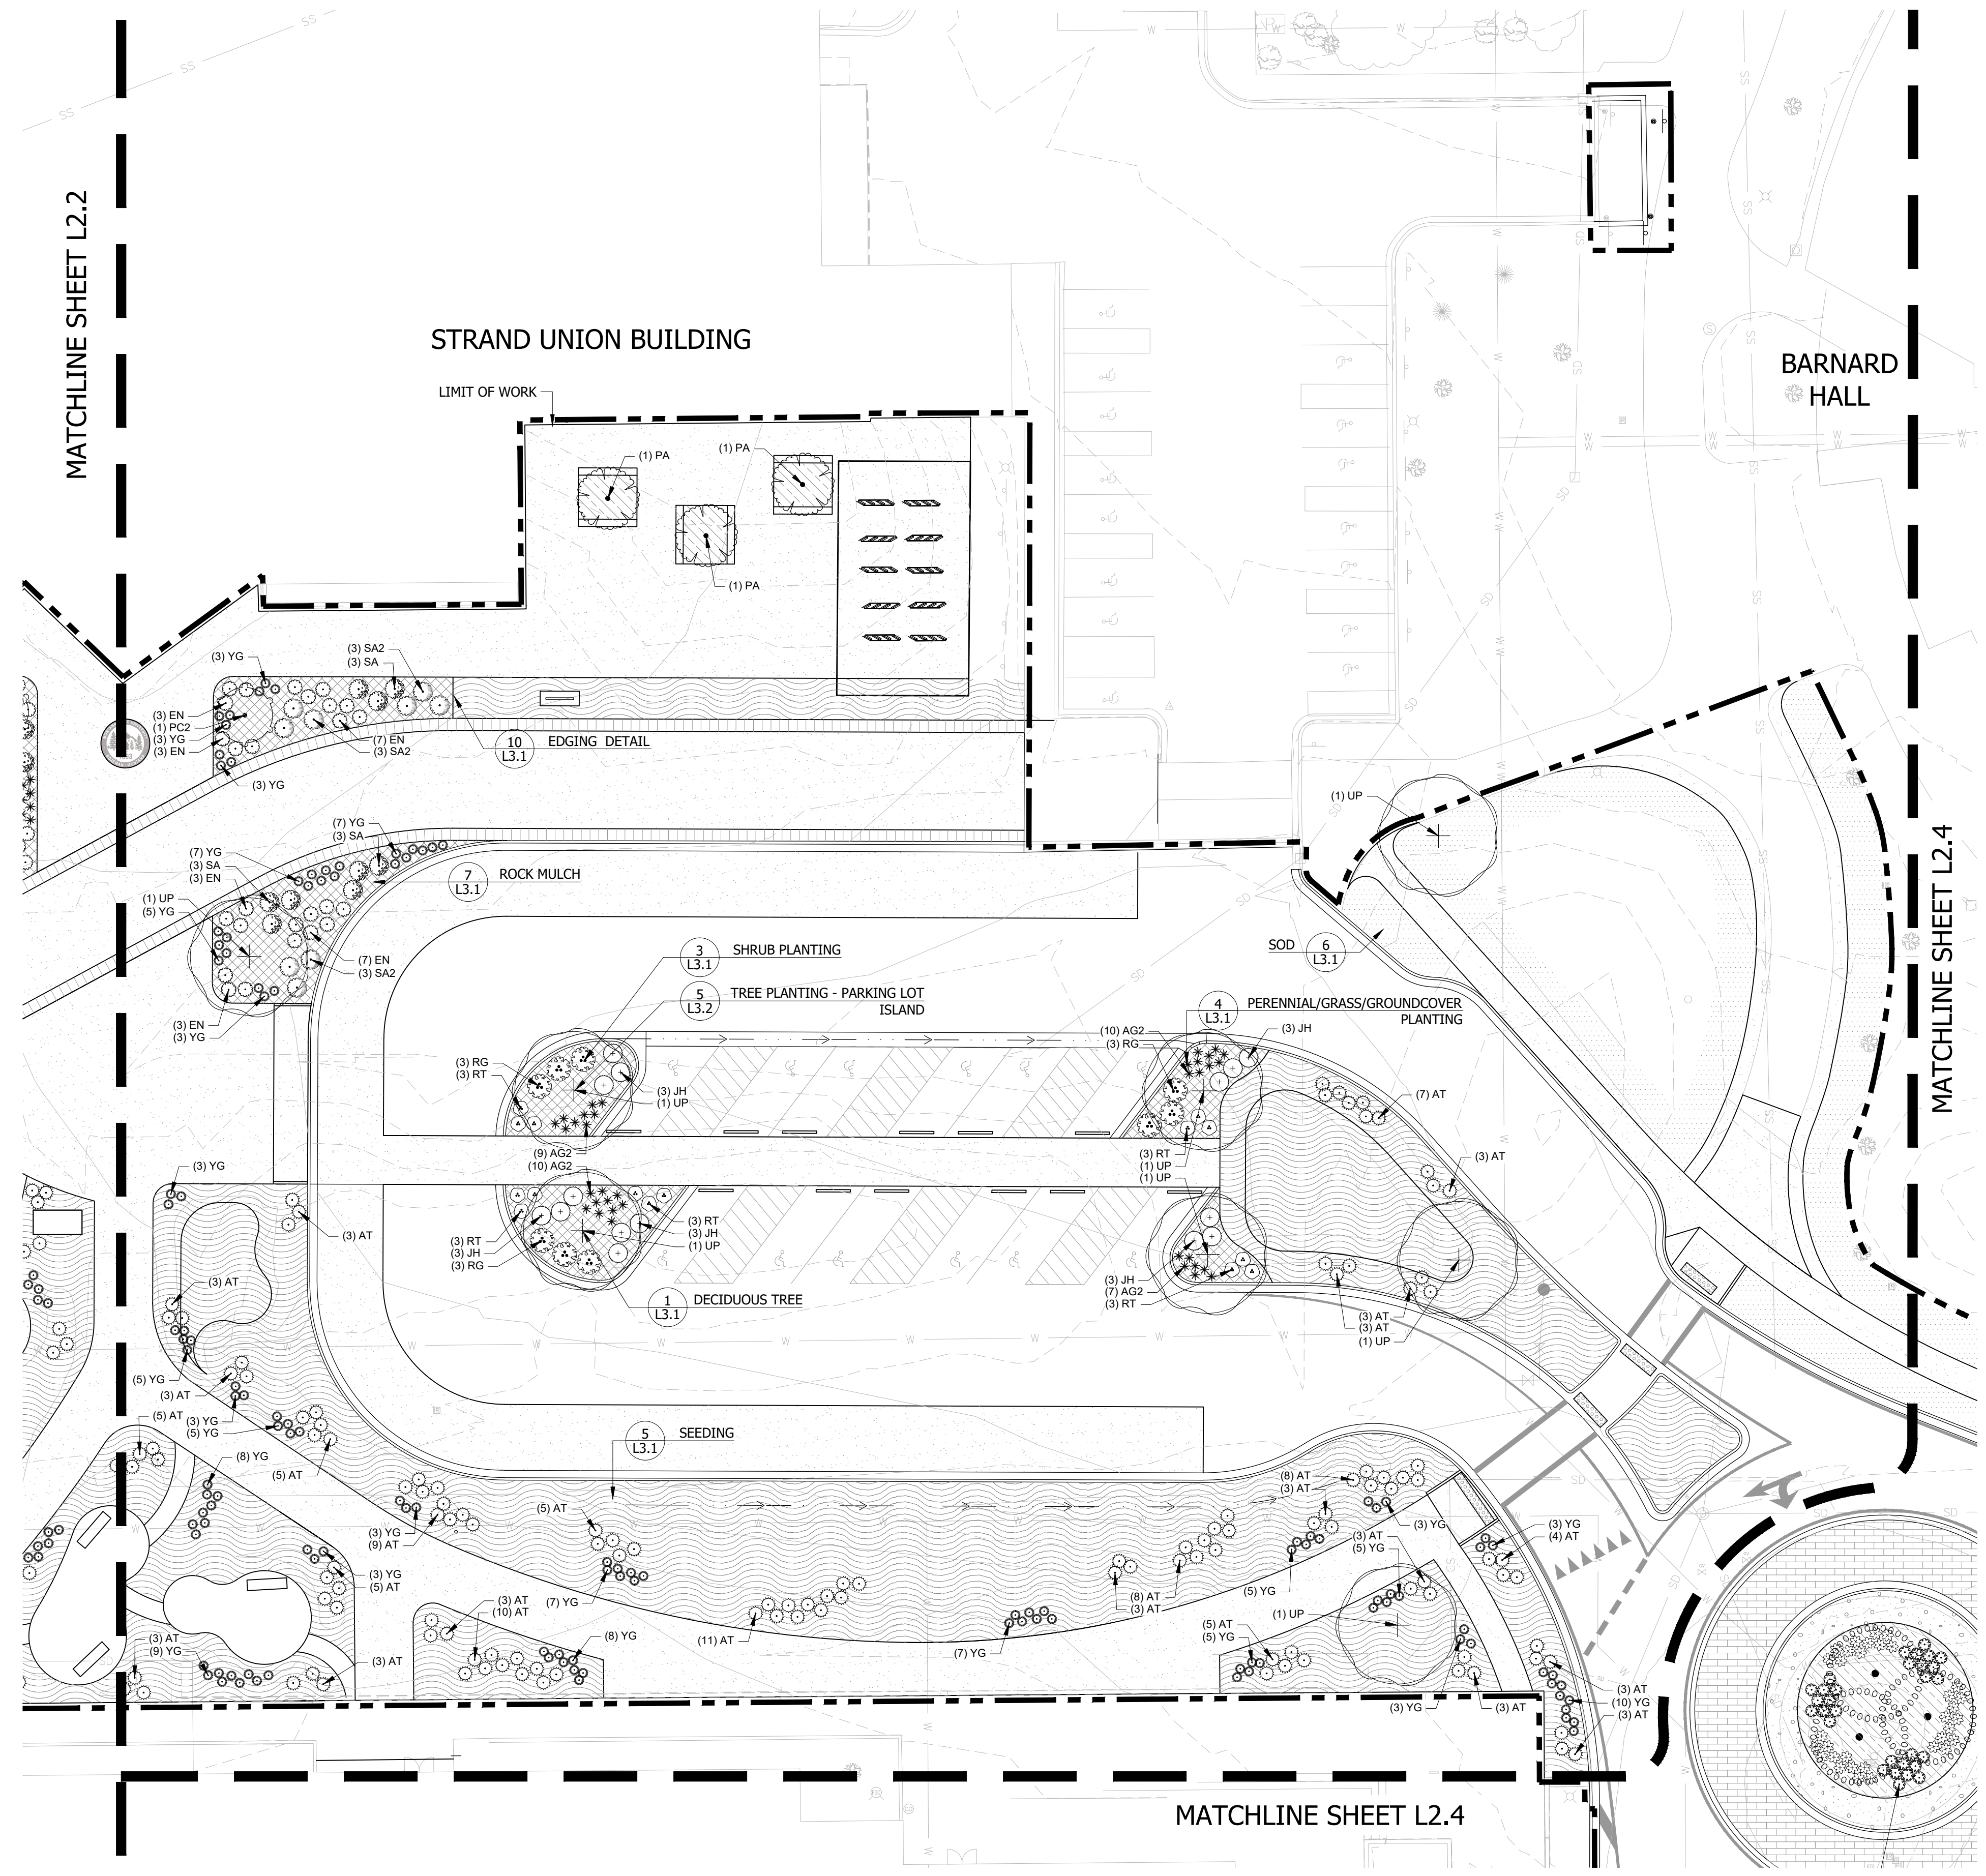 MATCHLINE SHEET L2.2
STRAND UNION BUILDING
BARNARD
HALL
LIMIT OF WORK
(1) PA
(1) PA
(1) PA
(3) SA2
(3) SA
(3) YG
(3) EN
(1) PC2
(3) YG
(3) EN
(7) EN
(3) SA2
(3) YG
10
L3.1
EDGING DETAIL
(1) UP
(7) YG
(3) SA
(7) YG
(3) SA
(3) EN
(1) UP
(5) YG
7
L3.1
ROCK MULCH
(7) EN
(3) SA2
(3) EN
(3) YG
3
L3.1
SHRUB PLANTING
5
L3.2
TREE PLANTING - PARKING LOT
ISLAND
SOD
6
L3.1
4
L3.1
PERENNIAL/GRASS/GROUNDCOVER
PLANTING
MATCHLINE SHEET L2.4
(10) AG2
(3) RG
(3) JH
(3) RG
(3) RT
(3) JH
(1) UP
(7) AT
(9) AG2
(10) AG2
(3) RT
(1) UP
(1) UP
(3) AT
(3) YG
(3) AT
(3) RT
(3) JH
(3) RG
(3) RT
(3) JH
(1) UP
(3) AT
1
L3.1
DECIDUOUS TREE
(3) JH
(7) AG2
(3) RT
(3) AT
(3) AT
(1) UP
(5) YG
(3) AT
(5) AT
(3) YG
(5) YG
5
L3.1
SEEDING
(8) YG
(5) AT
(8) AT
(3) AT
(5) AT
(3) YG
(9) AT
(3) YG
(3) YG
(4) AT
(3) AT
(5) YG
(3) YG
(5) AT
(7) YG
(8) AT
(3) AT
(5) YG
(3) AT
(10) AT
(1) UP
(5) AT
(5) YG
(11) AT
(7) YG
(8) YG
(3) AT
(9) YG
(3) AT
(3) YG
(3) AT
(3) AT
(10) YG
(3) AT
MATCHLINE SHEET L2.4